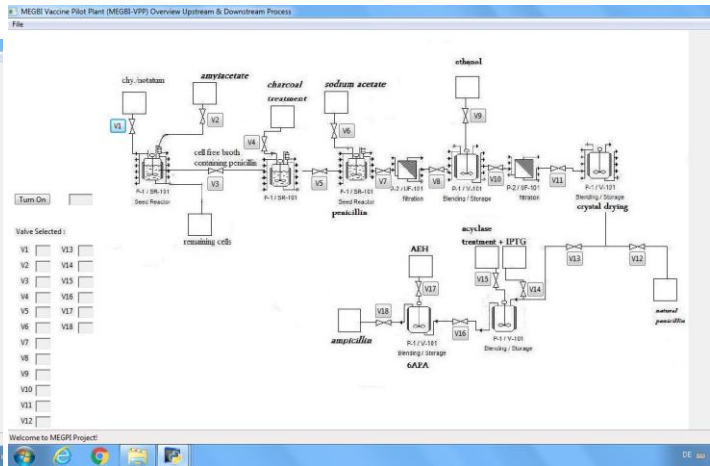 MEGBI Vaccine Pilot Plant (MEGBI-VPP) Overview Upstream & Downstream Process
File
ethanol
chy./notatum
amylacetate
charcoal
treatment
sodrum acetate
V1
V2
V4
V6
V9
cell free broth
containing penicillin
V3
V5
V7
V8
V10
V11
P-1 / SR-101
Seed Reactor
P-1 / SR-101
P-1 / SR-101
Seed Reactor
penicillin
P-2 / UF-101
filtration
P-1 / V-101
Blending / Storage
P-2 / UF-101
filtration
P-1 / V-101
Blending / Storage
crystal drying
remaining cells
Turn On
Valve Selected :
V1 V13
V2 V14
V3 V15
V4 V16
V5 V17
V6 V18
V7
V8
V9
V10
V11
V12
acyclase
treatment + IPTG
AEH
V13
V12
V15
V14
V17
V18
V16
ampicillin
P-1 / V-101
Blending / Storage
6APA
P-1 / V-101
Blending / Storage
natural
penicillin
Welcome to MEGPI Project!
DE